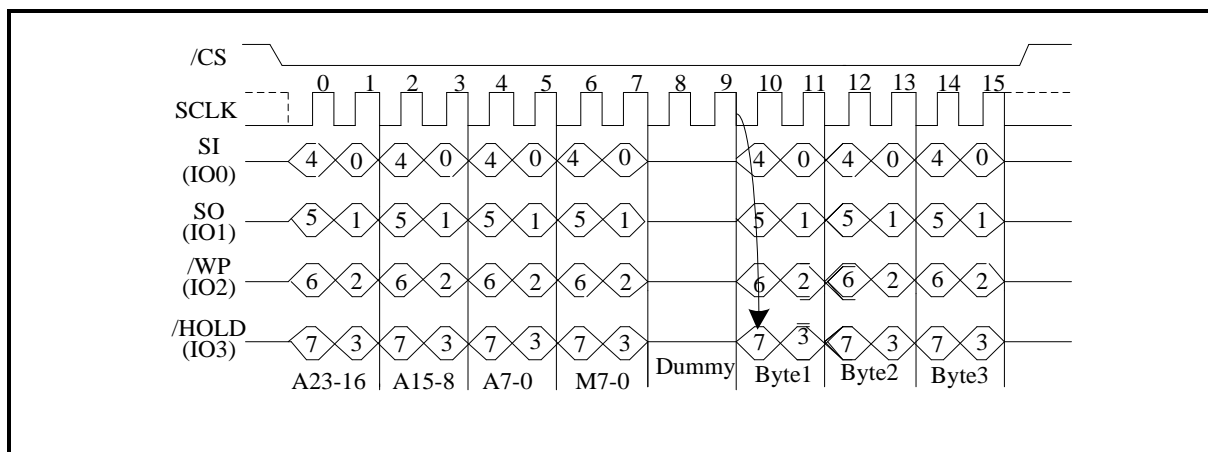 /CS
0 1 2 3 4 5 6 7 8 9 10 11 12 13 14 15
SCLK
SI
(IO0)
4 0 4 0 4 0 4 0 4 0 4 0 4 0
SO
(IO1)
5 1 5 1 5 1 5 1 5 1 5 1 5 1
/WP
(IO2)
6 2 6 2 6 2 6 2 6 2 6 2 6 2
/HOLD
(IO3)
7 3 7 3 7 3 7 3 7 3 7 3 7 3
A23-16 A15-8 A7-0 M7-0 Dummy Byte1 Byte2 Byte3